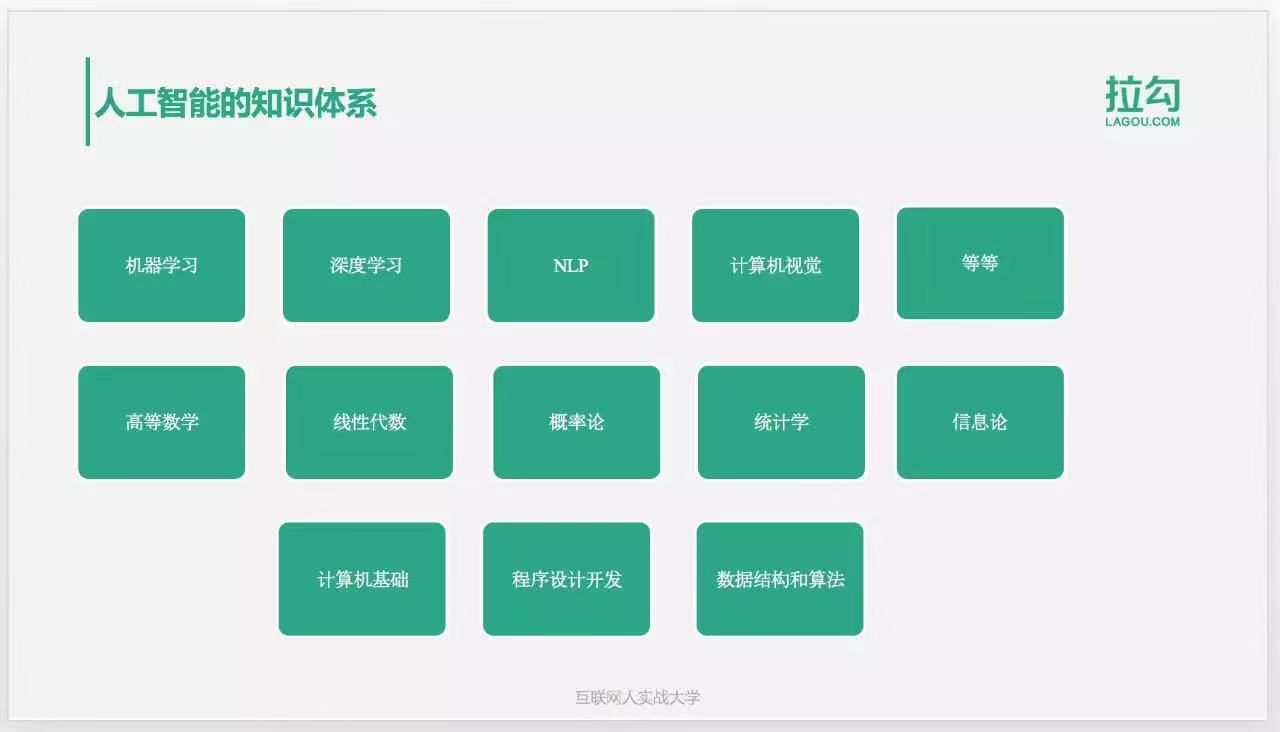 人工智能的知识体系
拉勾
LAGOU.COM
机器学习
深度学习
NLP
计算机视觉
等等
高等数学
线性代数
概率论
统计学
信息论
计算机基础
程序设计开发
数据结构和算法
互联网人实战大学